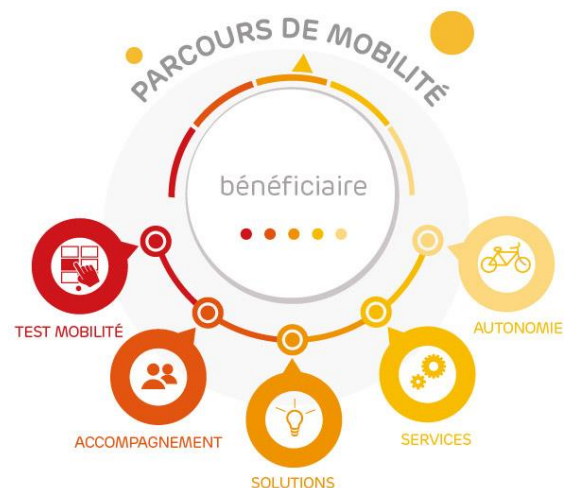 PARCOURS DE MOBILITÉ
bénéficiaire
TEST MOBILITÉ
ACCOMPAGNEMENT
SOLUTIONS
SERVICES
AUTONOMIE